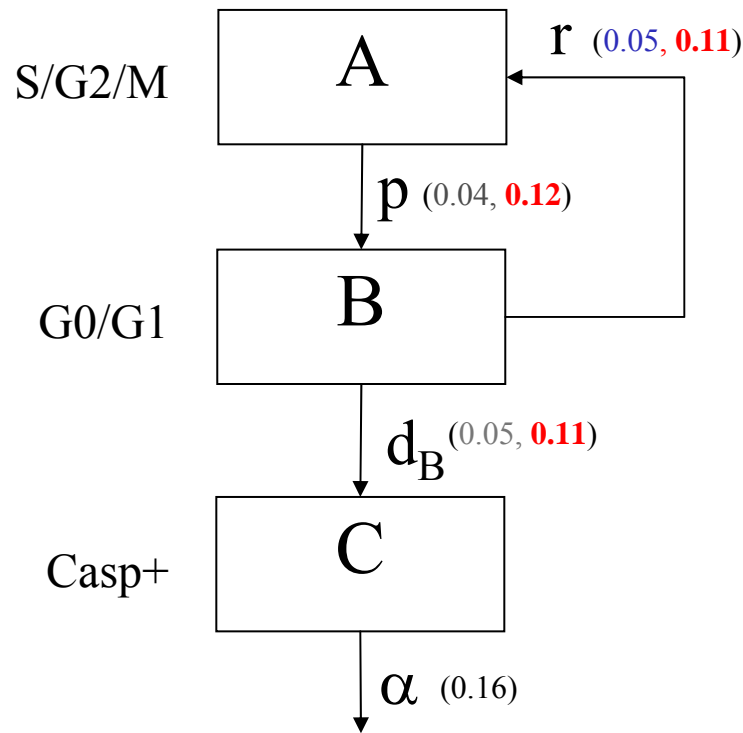 r (0.05, 0.11)
A
S/G2/M
p (0.04, 0.12)
B
G0/G1
d_B (0.05, 0.11)
C
Casp+
α (0.16)